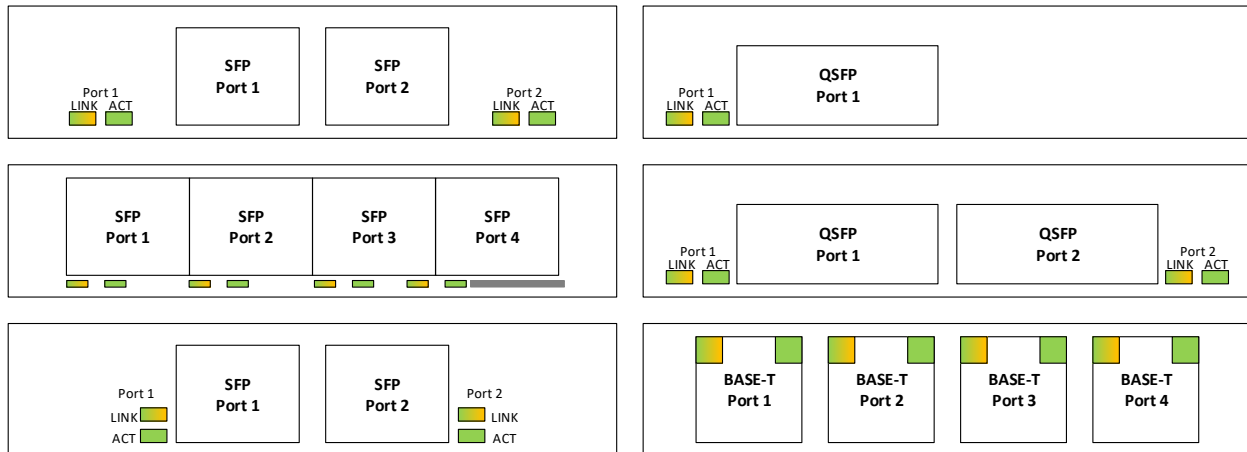 SFP
Port 1
SFP
Port 2
Port 1
LINK ACT
Port 2
LINK ACT
QSFP
Port 1
Port 1
LINK ACT
SFP
Port 1
SFP
Port 2
SFP
Port 3
SFP
Port 4
QSFP
Port 1
QSFP
Port 2
Port 1
LINK ACT
Port 2
LINK ACT
SFP
Port 1
SFP
Port 2
Port 1
LINK
ACT
Port 2
LINK
ACT
BASE-T
Port 1
BASE-T
Port 2
BASE-T
Port 3
BASE-T
Port 4